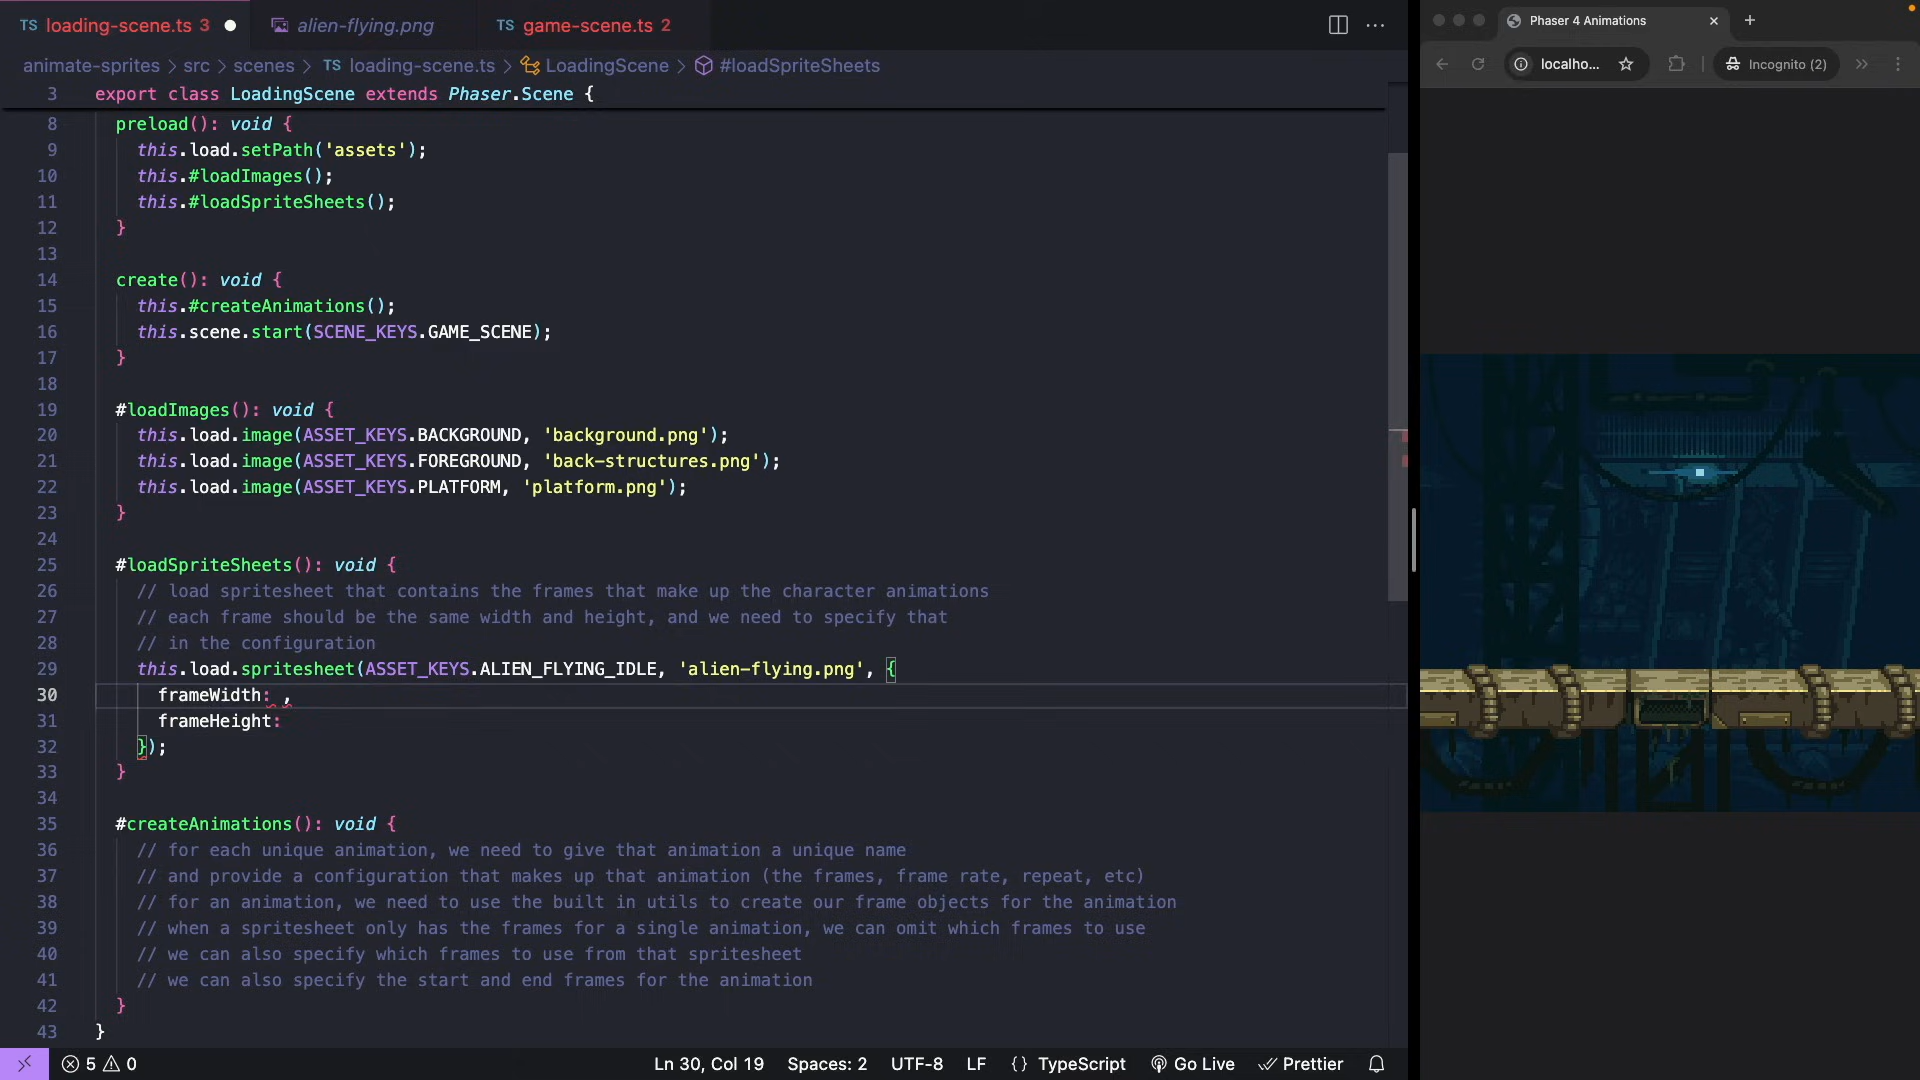 TS loading-scene.ts 3
alien-flying.png
TS game-scene.ts 2
animate-sprites > src > scenes > TS loading-scene.ts > LoadingScene > #loadSpriteSheets
3 export class LoadingScene extends Phaser.Scene {
8 preload(): void {
9 this.load.setPath('assets');
10 this.#loadImages();
11 this.#loadSpriteSheets();
12 }
13
14 create(): void {
15 this.#createAnimations();
16 this.scene.start(SCENE_KEYS.GAME_SCENE);
17 }
18
19 #loadImages(): void {
20 this.load.image(ASSET_KEYS.BACKGROUND, 'background.png');
21 this.load.image(ASSET_KEYS.FOREGROUND, 'back-structures.png');
22 this.load.image(ASSET_KEYS.PLATFORM, 'platform.png');
23 }
24
25 #loadSpriteSheets(): void {
26 // load spritesheet that contains the frames that make up the character animations
27 // each frame should be the same width and height, and we need to specify that
28 // in the configuration
29 this.load.spritesheet(ASSET_KEYS.ALIEN_FLYING_IDLE, 'alien-flying.png', {
30 frameWidth: ,
31 frameHeight:
32 });
33 }
34
35 #createAnimations(): void {
36 // for each unique animation, we need to give that animation a unique name
37 // and provide a configuration that makes up that animation (the frames, frame rate, repeat, etc)
38 // for an animation, we need to use the built in utils to create our frame objects for the animation
39 // when a spritesheet only has the frames for a single animation, we can omit which frames to use
40 // we can also specify which frames to use from that spritesheet
41 // we can also specify the start and end frames for the animation
42 }
43 }
5 0
Ln 30, Col 19
Spaces: 2
UTF-8
LF
{} TypeScript
Go Live
Prettier
Phaser 4 Animations
localho...
Incognito (2)